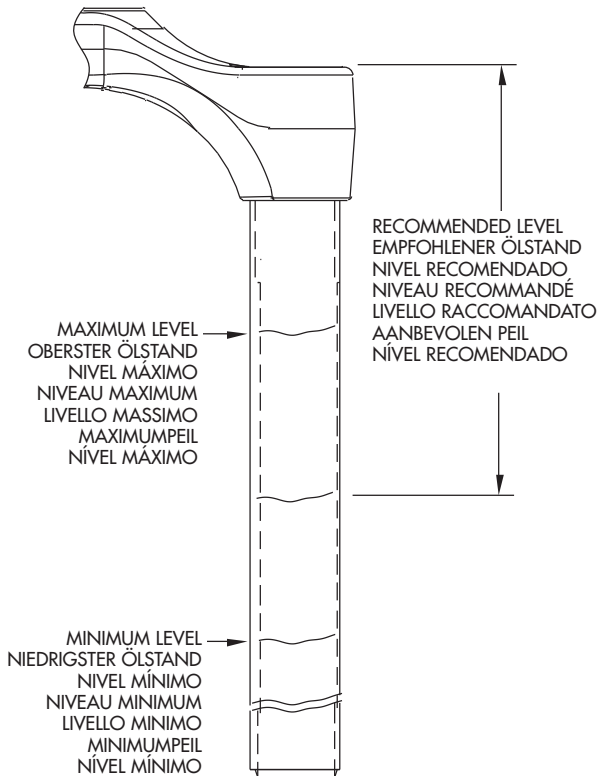 RECOMMENDED LEVEL
EMPFOHLENER ÖLSTAND
NIVEL RECOMENDADO
NIVEAU RECOMMANDÉ
LIVELLO RACCOMANDATO
AANBEVOLEN PEIL
NÍVEL RECOMENDADO
MAXIMUM LEVEL
OBERSTER ÖLSTAND
NIVEL MÁXIMO
NIVEAU MAXIMUM
LIVELLO MASSIMO
MAXIMUMPEIL
NÍVEL MÁXIMO
MINIMUM LEVEL
NIEDRIGSTER ÖLSTAND
NIVEL MÍNIMO
NIVEAU MINIMUM
LIVELLO MINIMO
MINIMUMPEIL
NÍVEL MÍNIMO